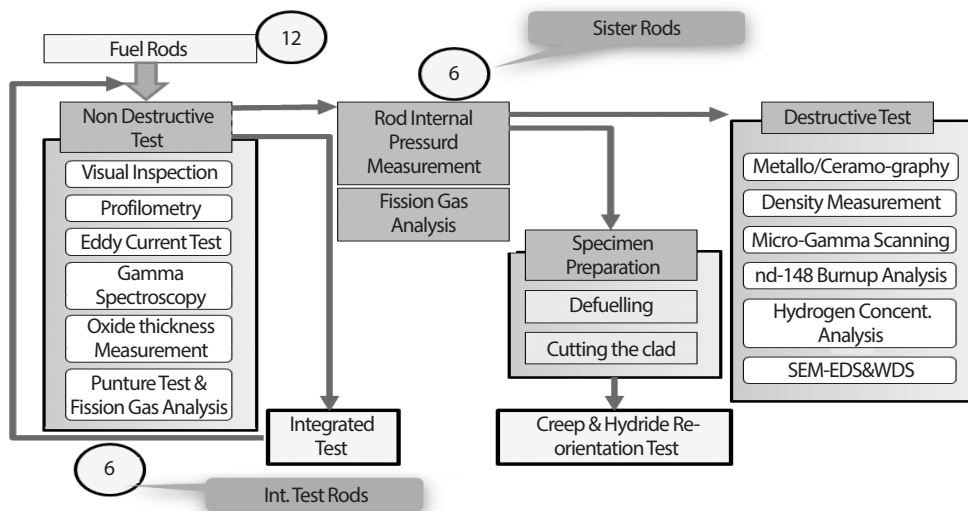 Fuel Rods
12
Sister Rods
6
Non Destructive
Test
Visual Inspection
Profilometry
Eddy Current Test
Gamma
Spectroscopy
Oxide thickness
Measurement
Punture Test &
Fission Gas Analysis
Rod Internal
Pressurd
Measurement
Fission Gas
Analysis
Specimen
Preparation
Defuelling
Cutting the clad
Destructive Test
Metallo/Ceramo-graphy
Density Measurement
Micro-Gamma Scanning
nd-148 Burnup Analysis
Hydrogen Concent.
Analysis
SEM-EDS&WDS
Integrated
Test
Creep & Hydride Re-
orientation Test
6
Int. Test Rods